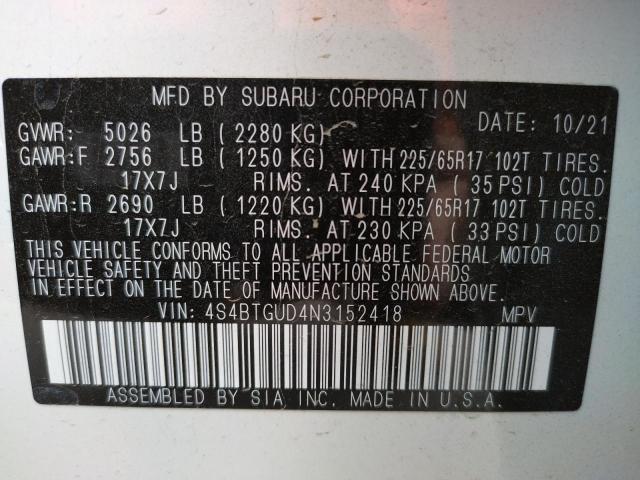 MFD BY SUBARU CORPORATION
DATE: 10/21
GVWR: 5026 LB (2280 KG)
GAWR:F 2756 LB (1250 KG) WITH 225/65R17 102T TIRES.
17X7J RIMS. AT 240 KPA (35 PSI) COLD
GAWR:R 2690 LB (1220 KG) WITH 225/65R17 102T TIRES.
17X7J RIMS. AT 230 KPA (33 PSI) COLD
THIS VEHICLE CONFORMS TO ALL APPLICABLE FEDERAL MOTOR
VEHICLE SAFETY AND THEFT PREVENTION STANDARDS
IN EFFECT ON THE DATE OF MANUFACTURE SHOWN ABOVE.
VIN: 4S4BTGUD4N3152418 MPV
ASSEMBLED BY SIA INC. MADE IN U.S.A.